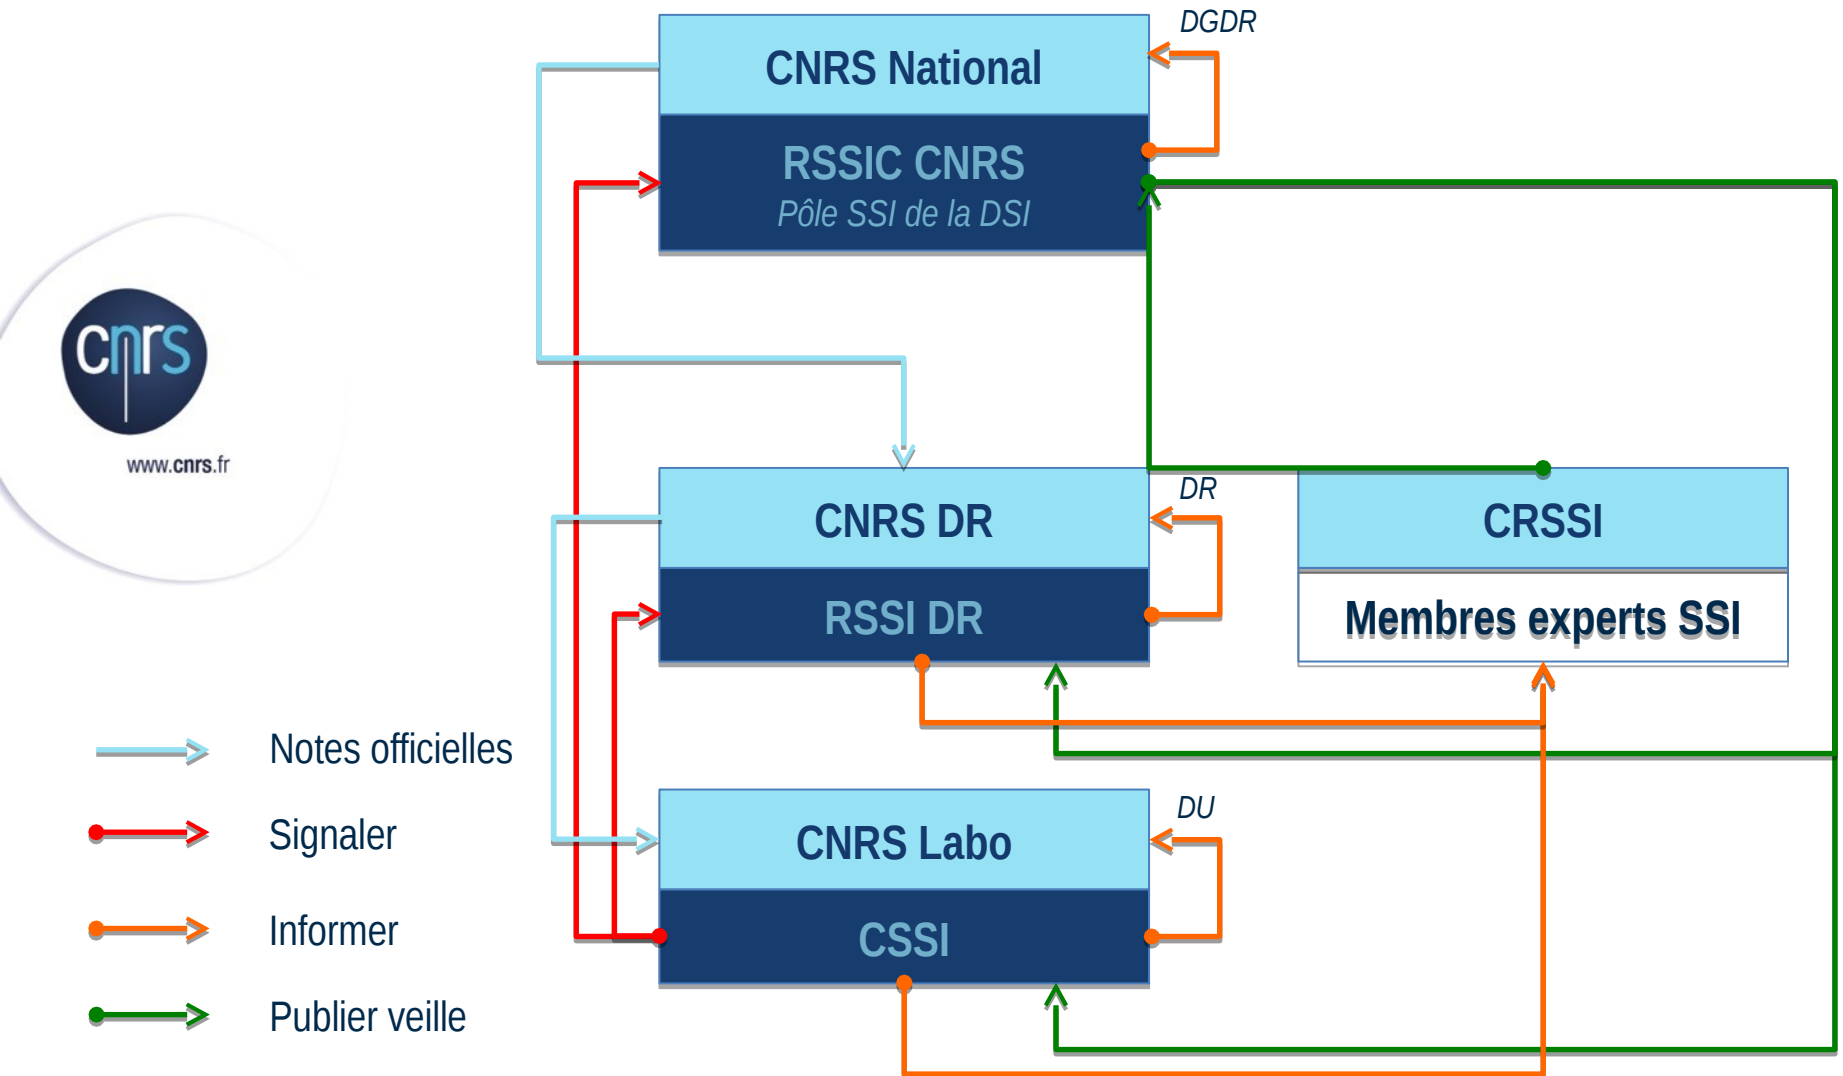 DGDR
CNRS National
RSSIC CNRS
Pôle SSI de la DSI
cnrs
www.cnrs.fr
DR
CNRS DR
CRSSI
RSSI DR
Membres experts SSI
Notes officielles
DU
Signaler
CNRS Labo
Informer
CSSI
Publier veille